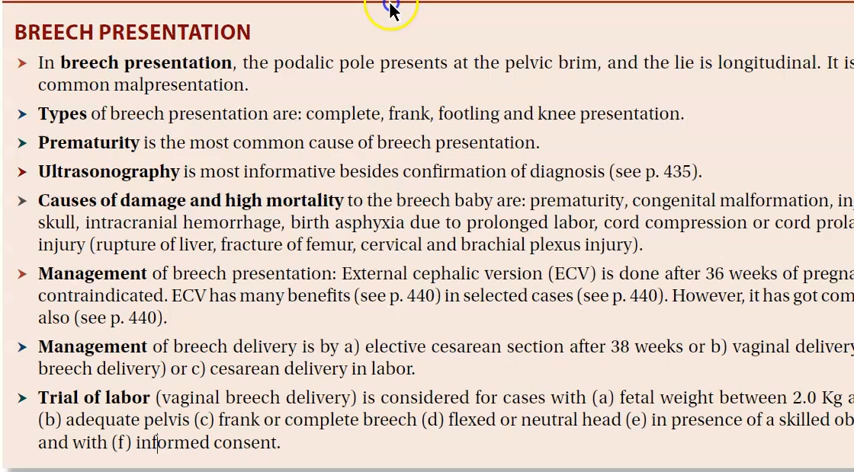 BREECH PRESENTATION
In breech presentation, the podalic pole presents at the pelvic brim, and the lie is longitudinal. It is
common malpresentation.
Types of breech presentation are: complete, frank, footling and knee presentation.
Prematurity is the most common cause of breech presentation.
Ultrasonography is most informative besides confirmation of diagnosis (see p. 435).
Causes of damage and high mortality to the breech baby are: prematurity, congenital malformation,
skull, intracranial hemorrhage, birth asphyxia due to prolonged labor, cord compression or cord
injury (rupture of liver, fracture of femur, cervical and brachial plexus injury).
Management of breech presentation: External cephalic version (ECV) is done after 36 weeks of
contraindicated. ECV has many benefits (see p. 440) in selected cases (see p. 440). However, it has got
also (see p. 440).
Management of breech delivery is by a) elective cesarean section after 38 weeks or b) vaginal delivery
breech delivery) or c) cesarean delivery in labor.
Trial of labor (vaginal breech delivery) is considered for cases with (a) fetal weight between 2.0 Kg
(b) adequate pelvis (c) frank or complete breech (d) flexed or neutral head (e) in presence of a skilled
and with (f) informed consent.